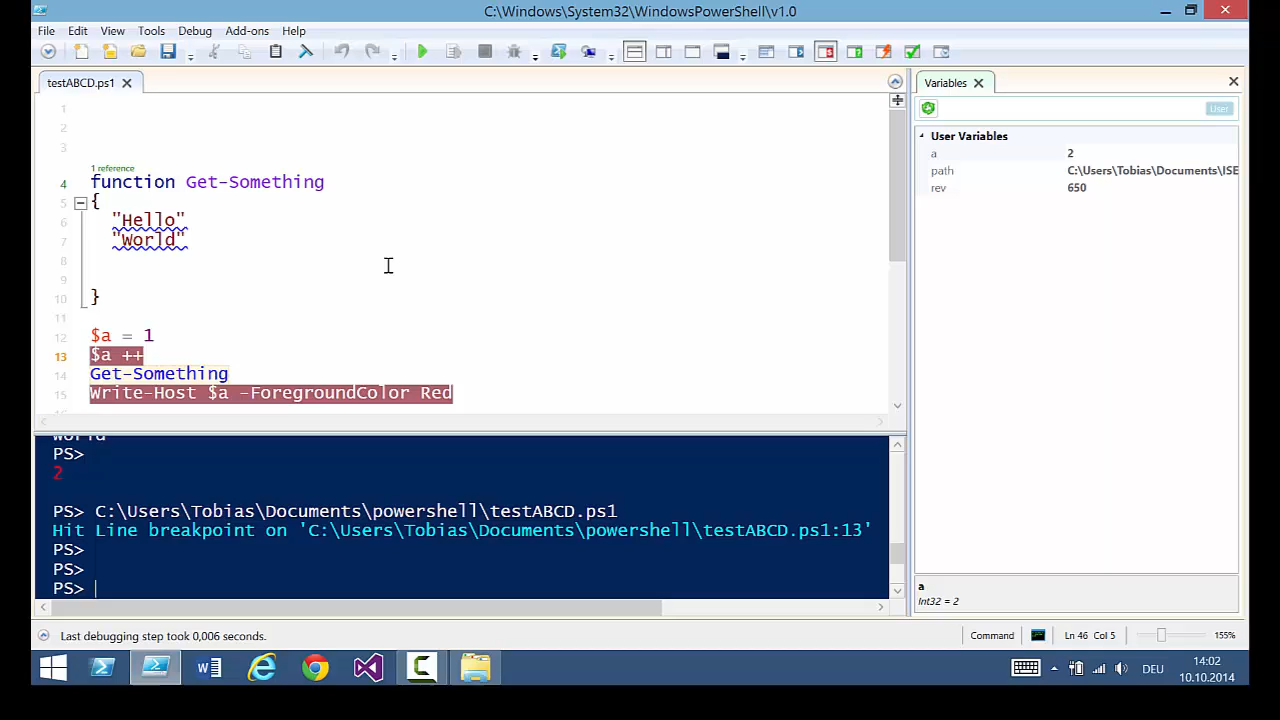 C:\Windows\System32\WindowsPowerShell\v1.0
File Edit View Tools Debug Add-ons Help
testABCD.ps1
1
2
3
1 reference
4 function Get-Something
5 {
6 "Hello"
7 "World"
8
9
10 }
11
12 $a = 1
13 $a ++
14 Get-Something
15 Write-Host $a -ForegroundColor Red
World
PS>
2
PS> C:\Users\Tobias\Documents\powershell\testABCD.ps1
Hit Line breakpoint on 'C:\Users\Tobias\Documents\powershell\testABCD.ps1:13'
PS>
PS>
PS>
Variables
User
User Variables
a 2
path C:\Users\Tobias\Documents\ISE
rev 650
a
Int32 = 2
Last debugging step took 0,006 seconds.
Command Ln 46 Col 5 155%
DEU
14:02
10.10.2014